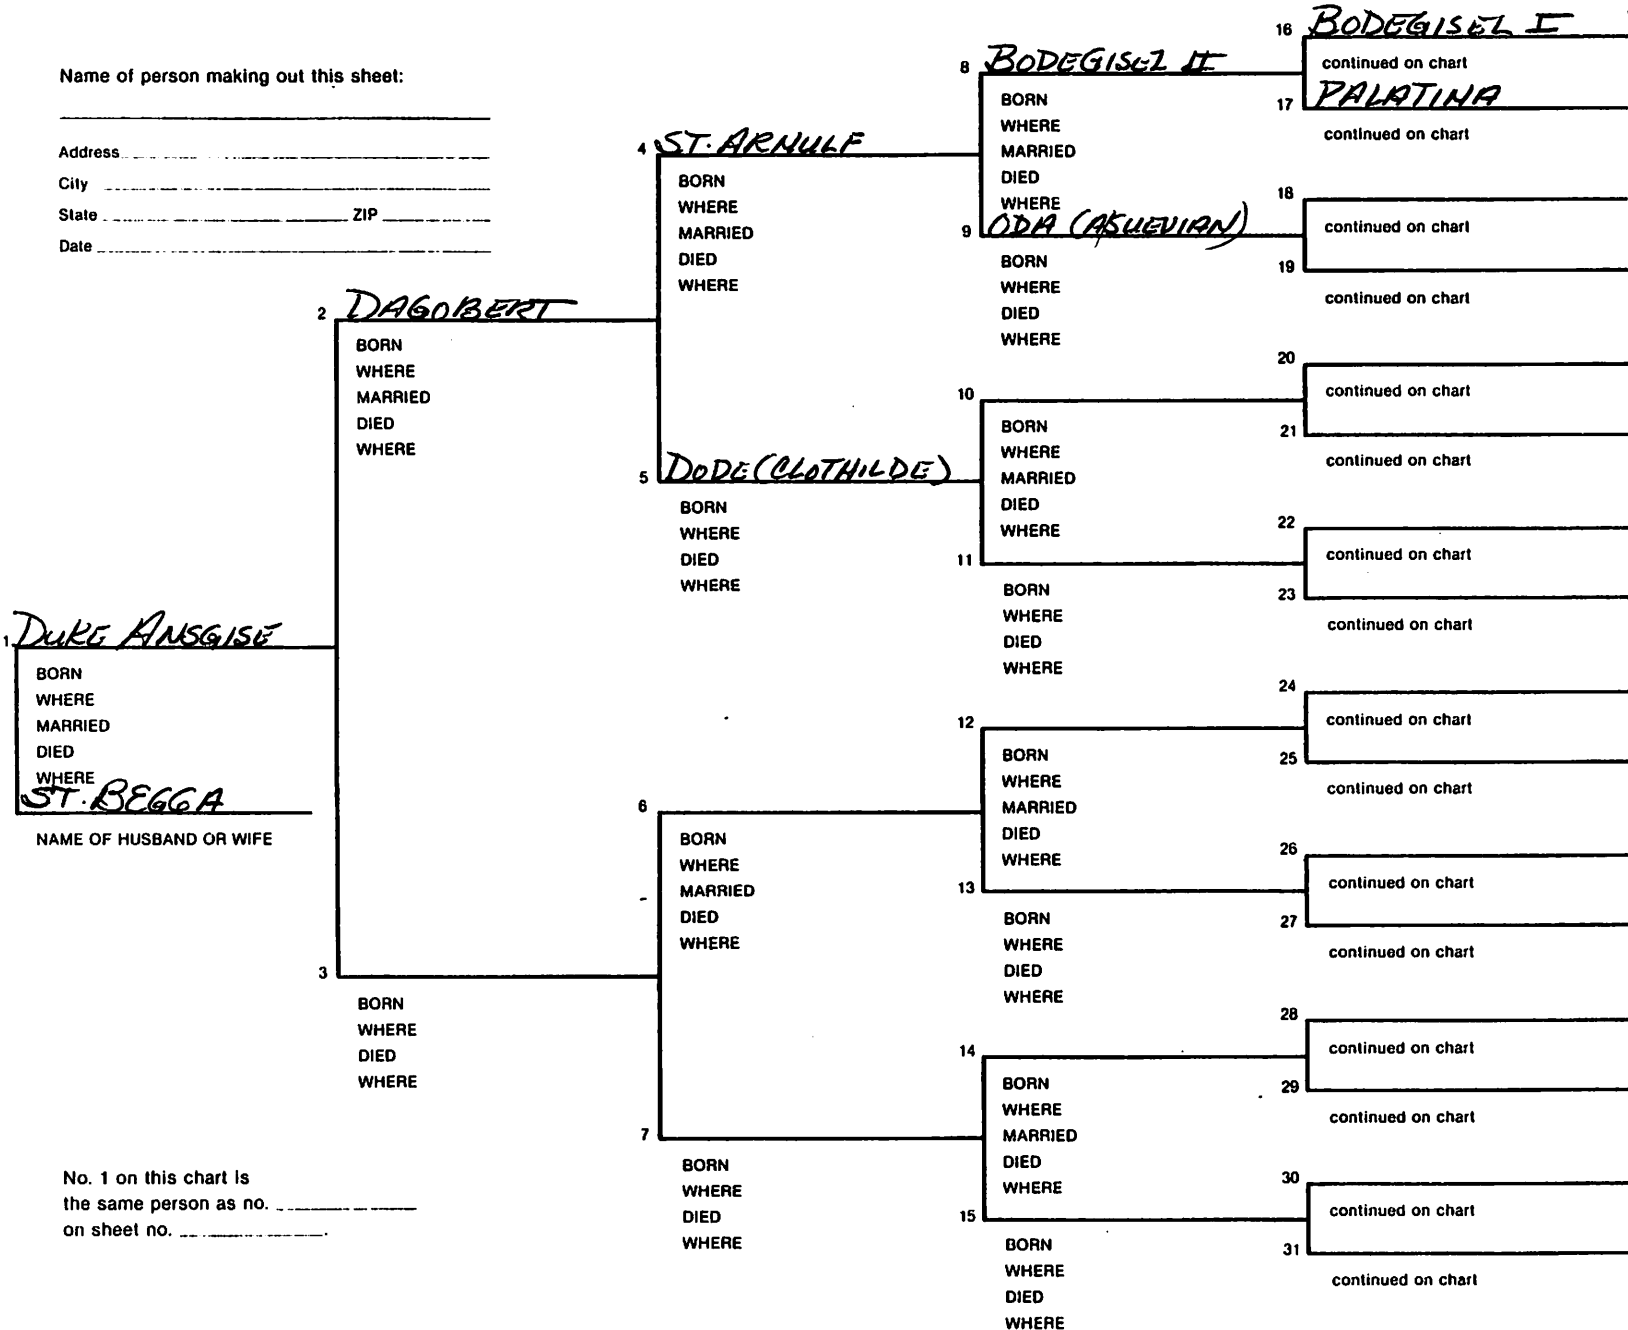 Name of person making out this sheet:
Address
City
State ZIP
Date
1 DUKE ANSGISE
BORN
WHERE
MARRIED
DIED
WHERE
ST. BEGGA
NAME OF HUSBAND OR WIFE
No. 1 on this chart is
the same person as no.
on sheet no.
2 DAGOBERT
BORN
WHERE
MARRIED
DIED
WHERE
3
BORN
WHERE
DIED
WHERE
4 ST. ARNULF
BORN
WHERE
MARRIED
DIED
WHERE
5 DODE (CLOTHILDE)
BORN
WHERE
DIED
WHERE
6
BORN
WHERE
MARRIED
DIED
WHERE
7
BORN
WHERE
DIED
WHERE
8 BODEGISEL II
BORN
WHERE
MARRIED
DIED
WHERE
9 ODA (A SUEVIAN)
BORN
WHERE
DIED
WHERE
10
BORN
WHERE
MARRIED
DIED
WHERE
11
BORN
WHERE
DIED
WHERE
12
BORN
WHERE
MARRIED
DIED
WHERE
13
BORN
WHERE
DIED
WHERE
14
BORN
WHERE
MARRIED
DIED
WHERE
15
BORN
WHERE
DIED
WHERE
16 BODEGISEL I
continued on chart
17 PALATINA
continued on chart
18
continued on chart
19
continued on chart
20
continued on chart
21
continued on chart
22
continued on chart
23
continued on chart
24
continued on chart
25
continued on chart
26
continued on chart
27
continued on chart
28
continued on chart
29
continued on chart
30
continued on chart
31
continued on chart